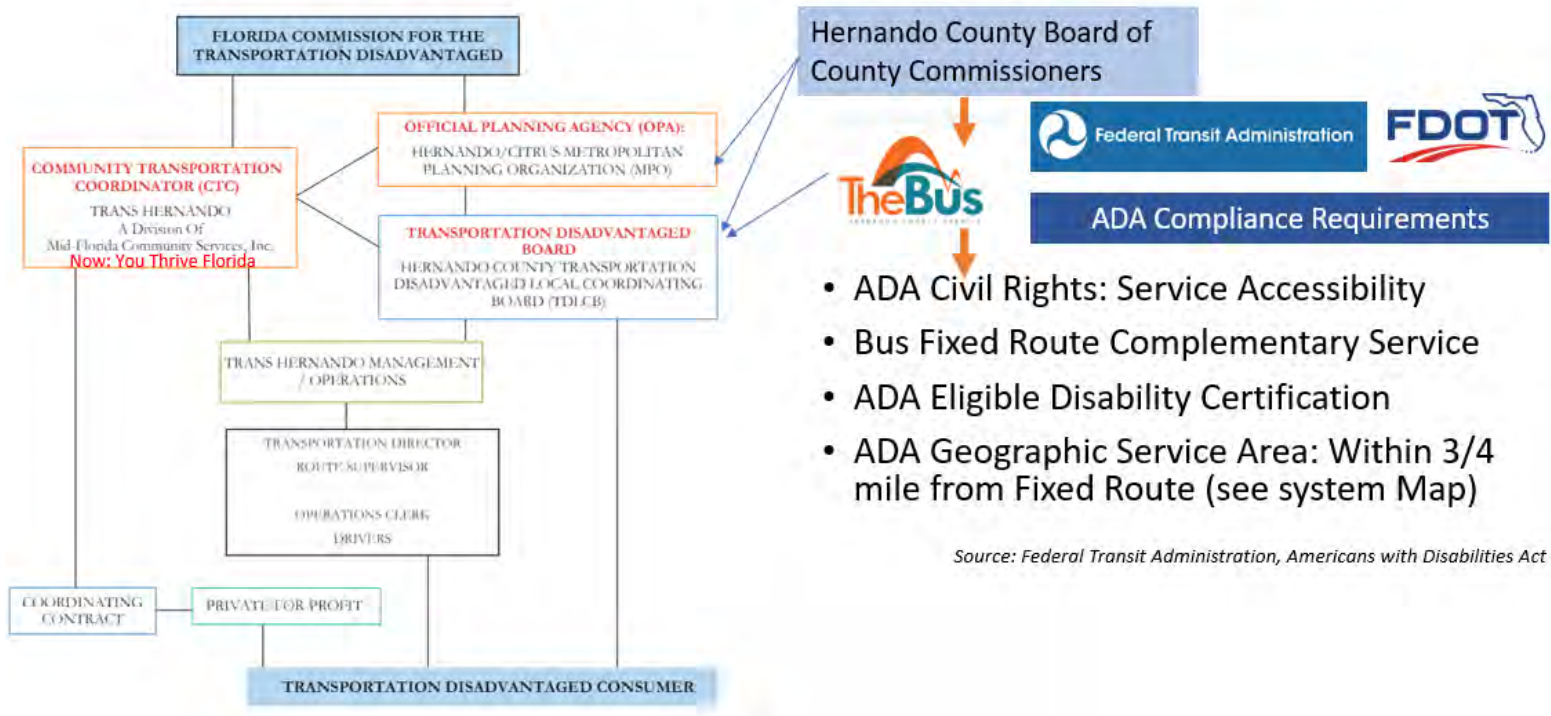 FLORIDA COMMISSION FOR THE
TRANSPORTATION DISADVANTAGED
COMMUNITY TRANSPORTATION
COORDINATOR (CTC)
TRANS HERNANDO
A Division Of
Mid-Florida Community Services, Inc.
Now: You Thrive Florida
OFFICIAL PLANNING AGENCY (OPA):
HERNANDO/CITRUS METROPOLITAN
PLANNING ORGANIZATION (MPO)
TRANSPORTATION DISADVANTAGED
BOARD
HERNANDO COUNTY TRANSPORTATION
DISADVANTAGED LOCAL COORDINATING
BOARD (TDLCB)
TRANS HERNANDO MANAGEMENT
/ OPERATIONS
TRANSPORTATION DIRECTOR
ROUTE SUPERVISOR
OPERATIONS CLERK
DRIVERS
COORDINATING
CONTRACT
PRIVATE FOR PROFIT
TRANSPORTATION DISADVANTAGED CONSUMER
Hernando County Board of
County Commissioners
TheBus
Federal Transit Administration
FDOT
ADA Compliance Requirements
• ADA Civil Rights: Service Accessibility
• Bus Fixed Route Complementary Service
• ADA Eligible Disability Certification
• ADA Geographic Service Area: Within 3/4
mile from Fixed Route (see system Map)
Source: Federal Transit Administration, Americans with Disabilities Act